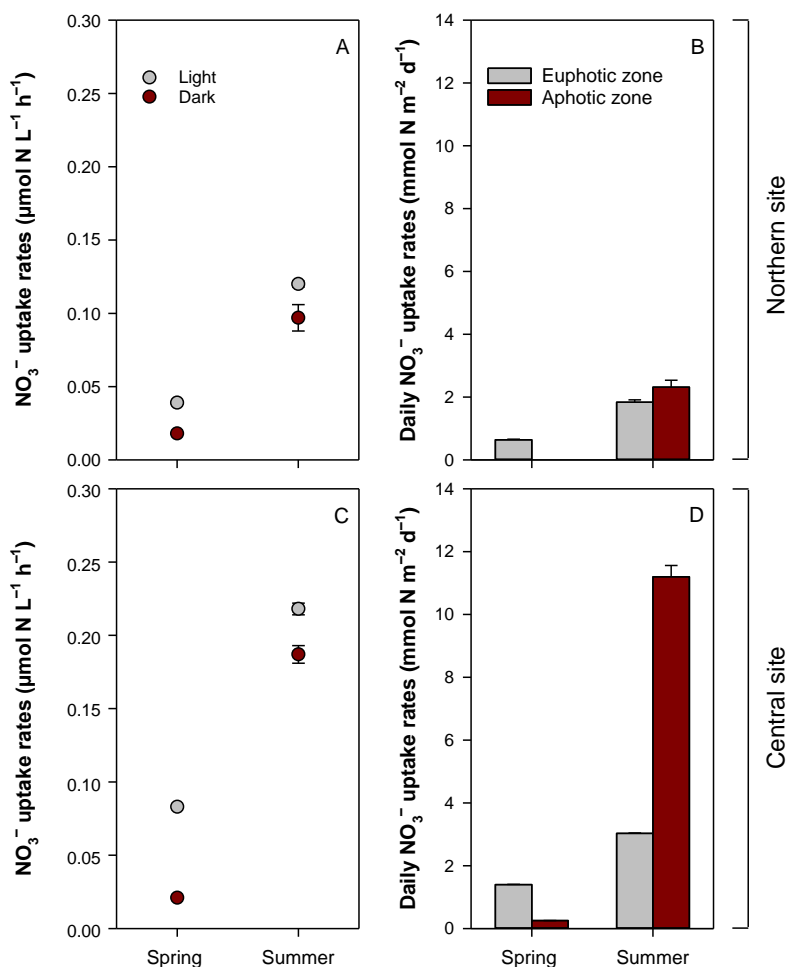 A
Light
Dark
0.30
0.25
0.20
0.15
0.10
0.05
0.00
NO₃⁻ uptake rates (µmol N L⁻¹ h⁻¹)
B
Euphotic zone
Aphotic zone
14
12
10
8
6
4
2
0
Daily NO₃⁻ uptake rates (mmol N m⁻² d⁻¹)
Northern site
C
0.30
0.25
0.20
0.15
0.10
0.05
0.00
NO₃⁻ uptake rates (µmol N L⁻¹ h⁻¹)
Spring Summer
D
14
12
10
8
6
4
2
0
Daily NO₃⁻ uptake rates (mmol N m⁻² d⁻¹)
Spring Summer
Central site